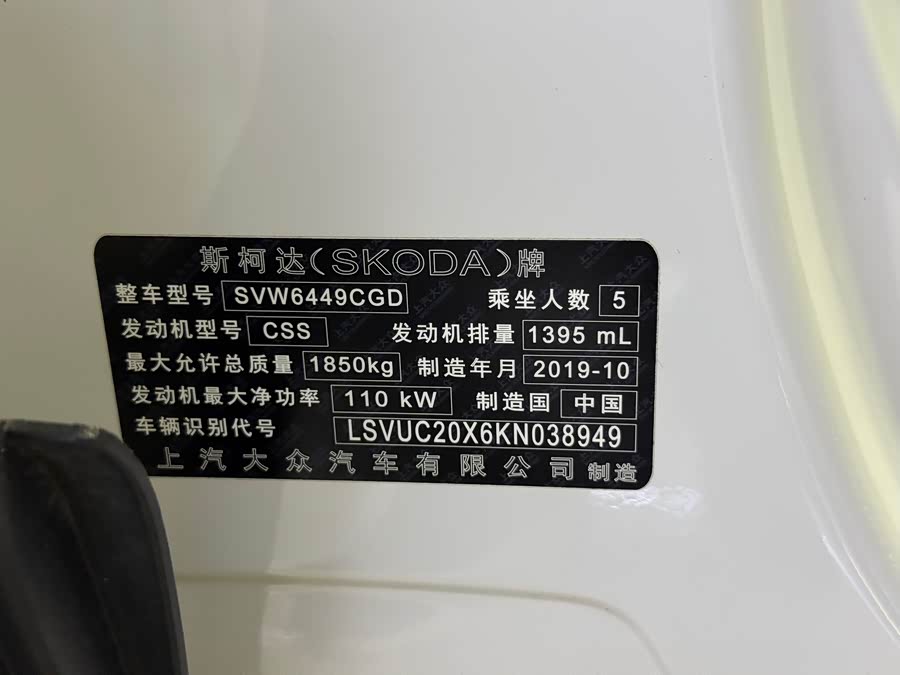 斯柯达(SKODA)牌
整车型号 SVW6449CGD 乘坐人数 5
发动机型号 CSS 发动机排量 1395 mL
最大允许总质量 1850kg 制造年月 2019-10
发动机最大净功率 110 kW 制造国 中国
车辆识别代号 LSVUC20X6KN038949
上汽大众汽车有限公司制造